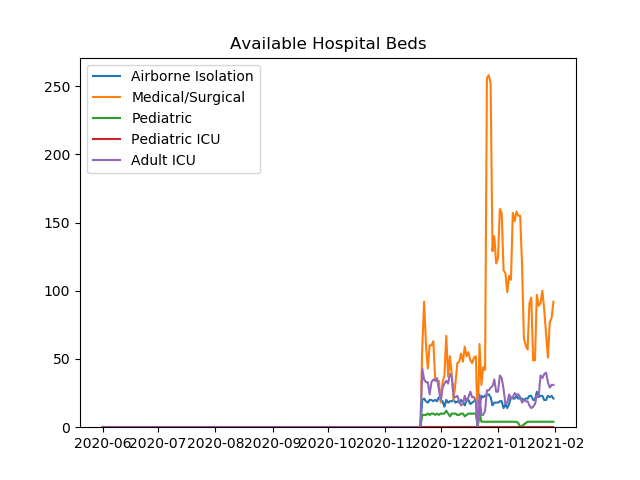 Available Hospital Beds
Airborne Isolation
Medical/Surgical
Pediatric
Pediatric ICU
Adult ICU
250
200
150
100
50
0
2020-06 2020-07 2020-08 2020-09 2020-10 2020-11 2020-12 2021-01 2021-02